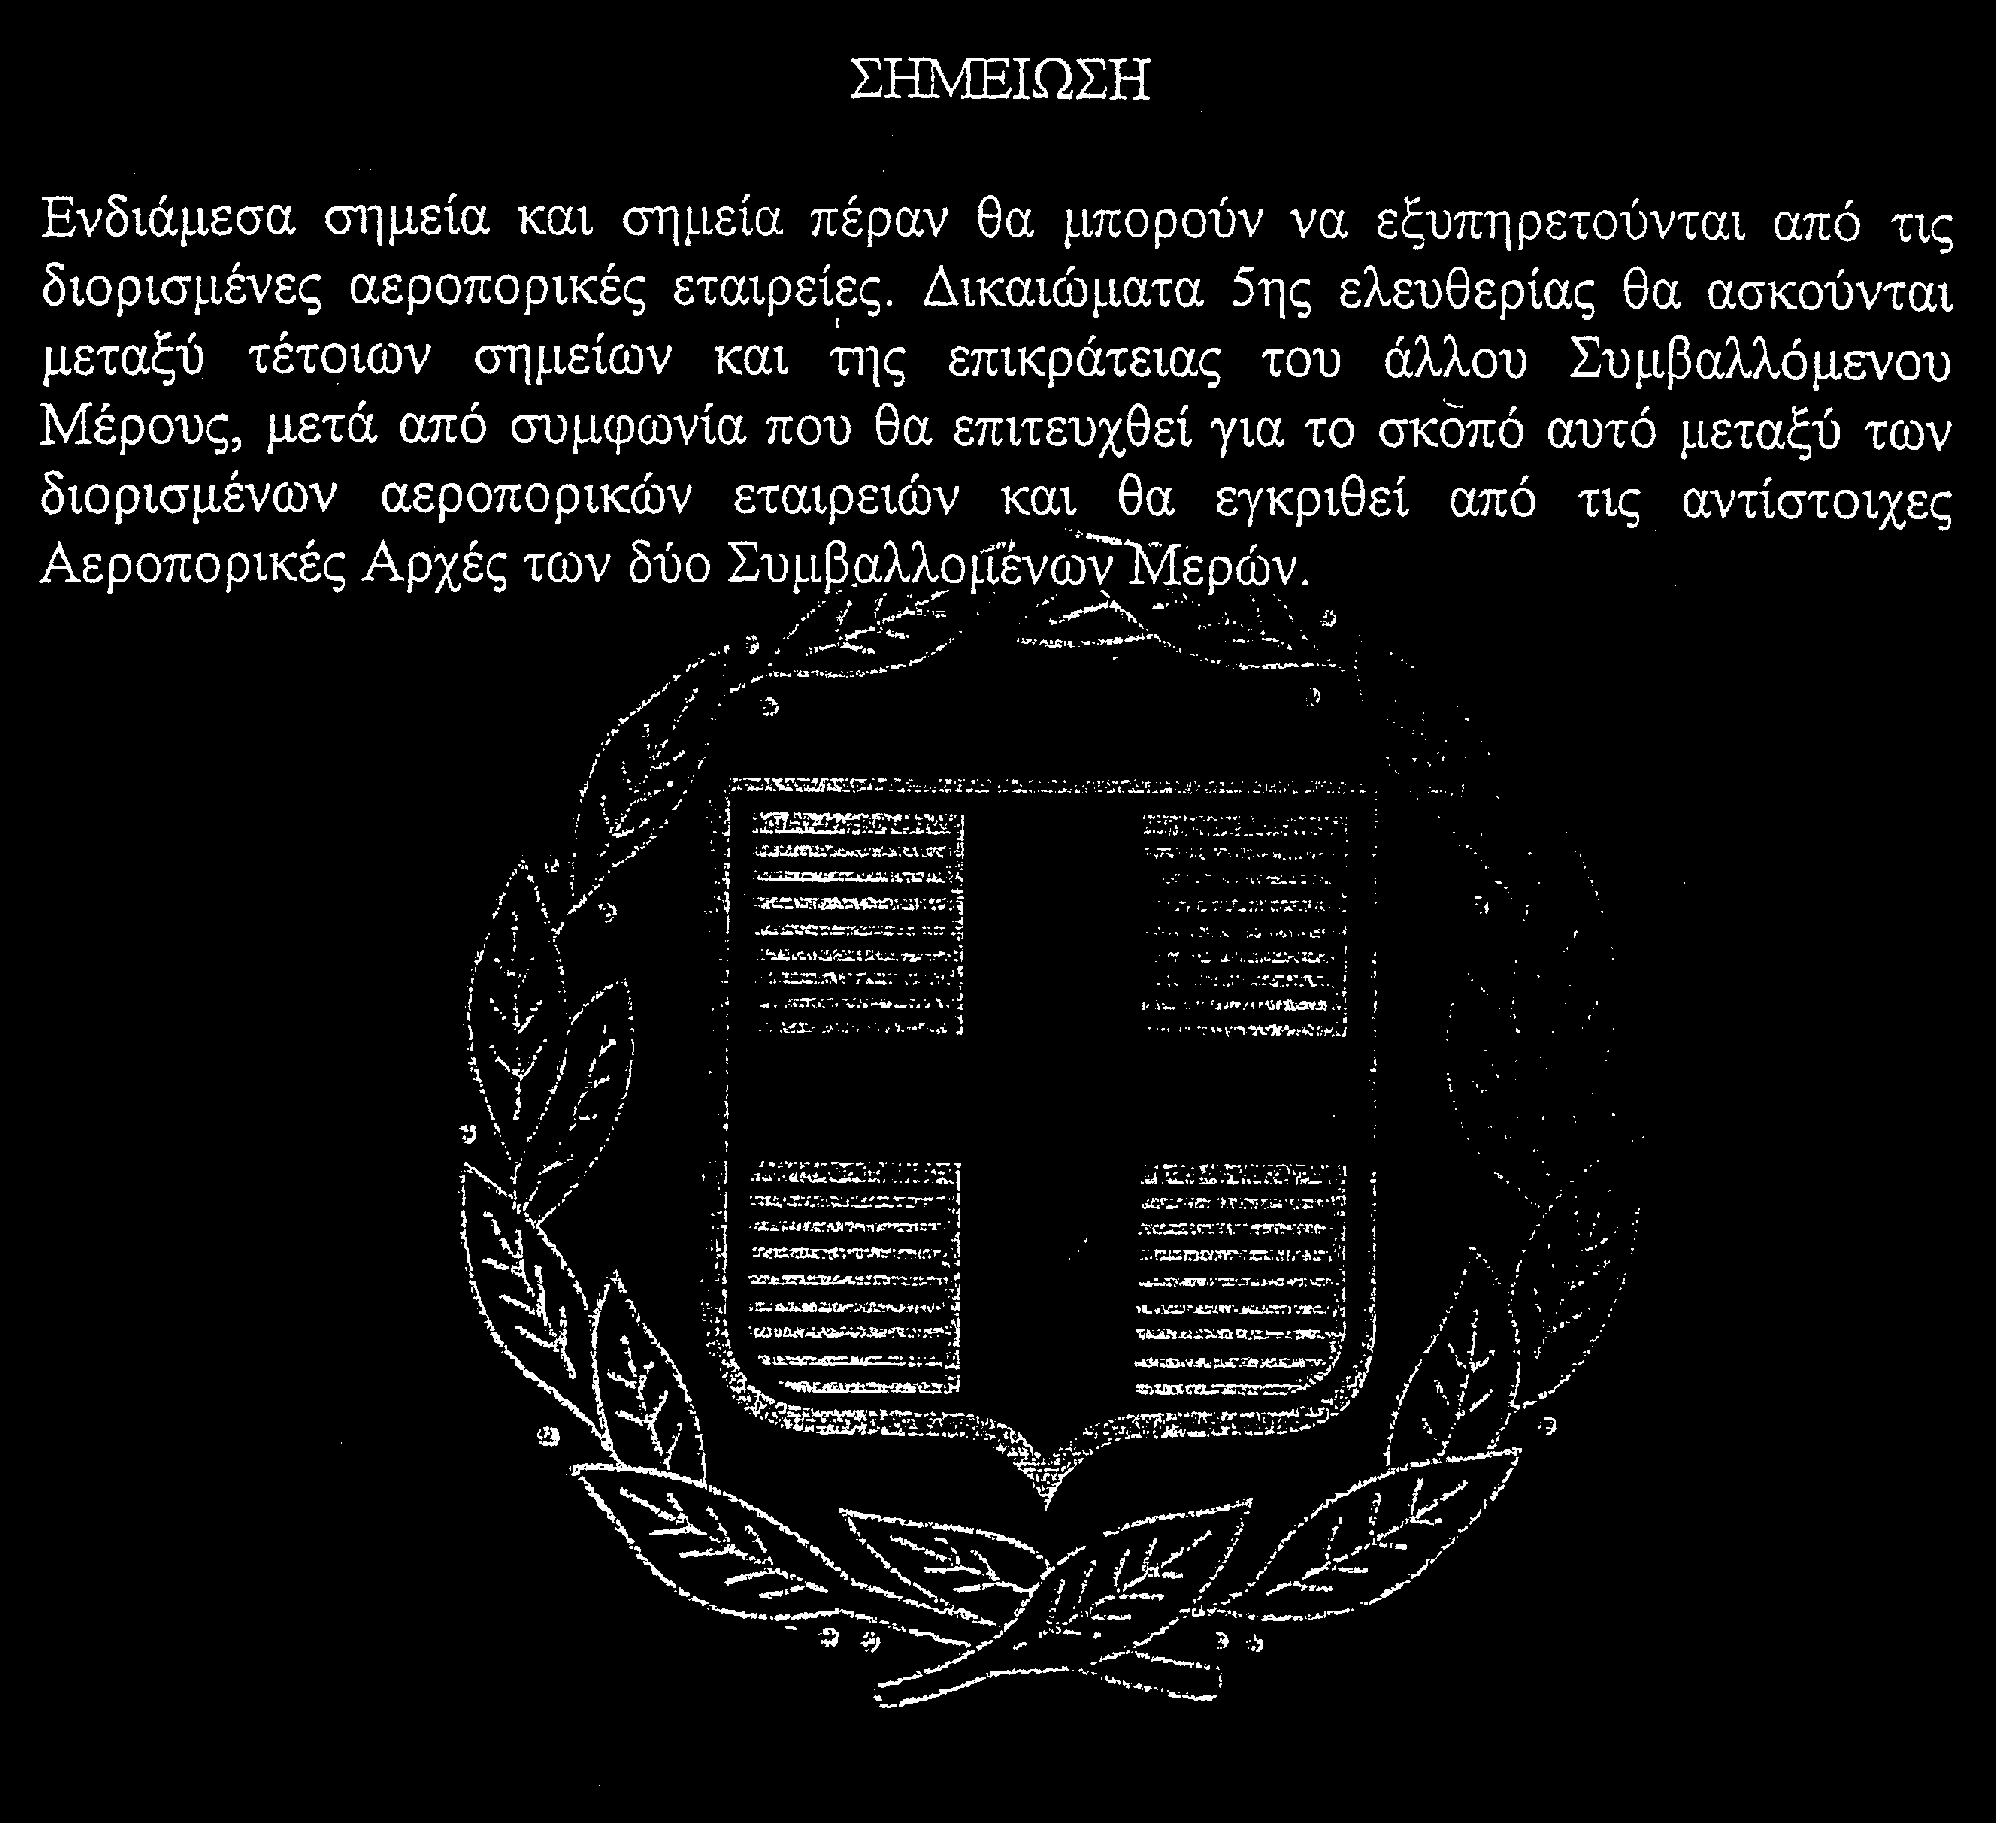 ΣΗΜΕΙΩΣΗ
Ενδιάμεσα σημεία και σημεία πέραν θα μπορούν να εξυπηρετούνται από τις
διορισμένες αεροπορικές εταιρείες. Δικαιώματα 5ης ελευθερίας θα ασκούνται
μεταξύ τέτοιων σημείων και της επικράτειας του άλλου Συμβαλλόμενου
Μέρους, μετά από συμφωνία που θα επιτευχθεί για το σκοπό αυτό μεταξύ των
διορισμένων αεροπορικών εταιρειών και θα εγκριθεί από τις αντίστοιχες
Αεροπορικές Αρχές των δύο Συμβαλλομένων Μερών.